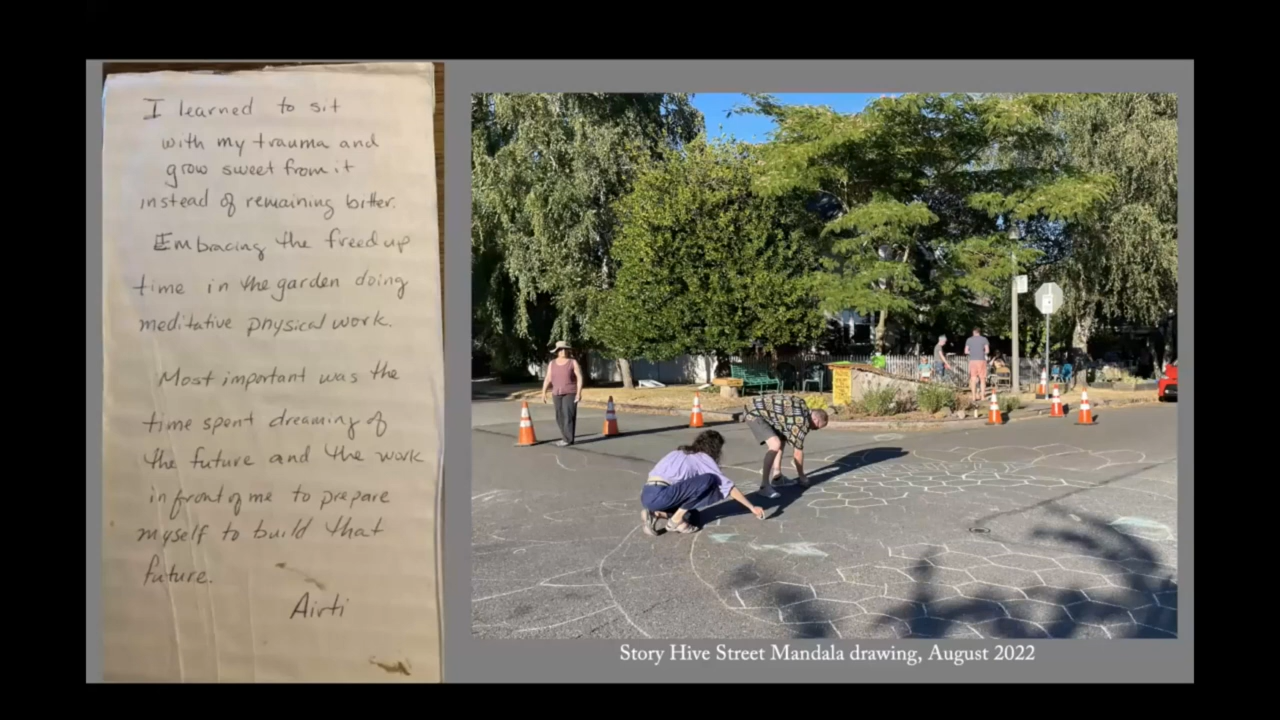 I learned to sit
with my trauma and
grow sweet from it
instead of remaining bitter.
Embracing the freed up
time in the garden doing
meditative physical work.
Most important was the
time spent dreaming of
the future and the work
in front of me to prepare
myself to build that
future.
Airti
Story Hive Street Mandala drawing, August 2022